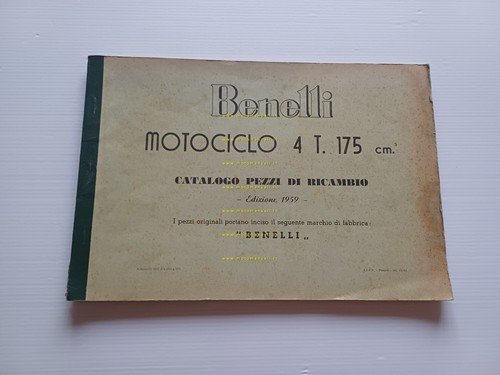 Benelli
MOTOCICLO 4 T. 175 cm.³
CATALOGO PEZZI DI RICAMBIO
- Edizione, 1959 -
I pezzi originali portano inciso il seguente marchio di fabbrica:
"BENELLI"